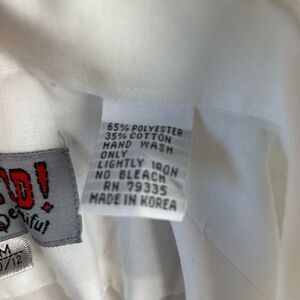 65% POLYESTER
35% COTTON
HAND WASH
ONLY
LIGHTLY IRON
NO BLEACH
RN 79335
MADE IN KOREA
M